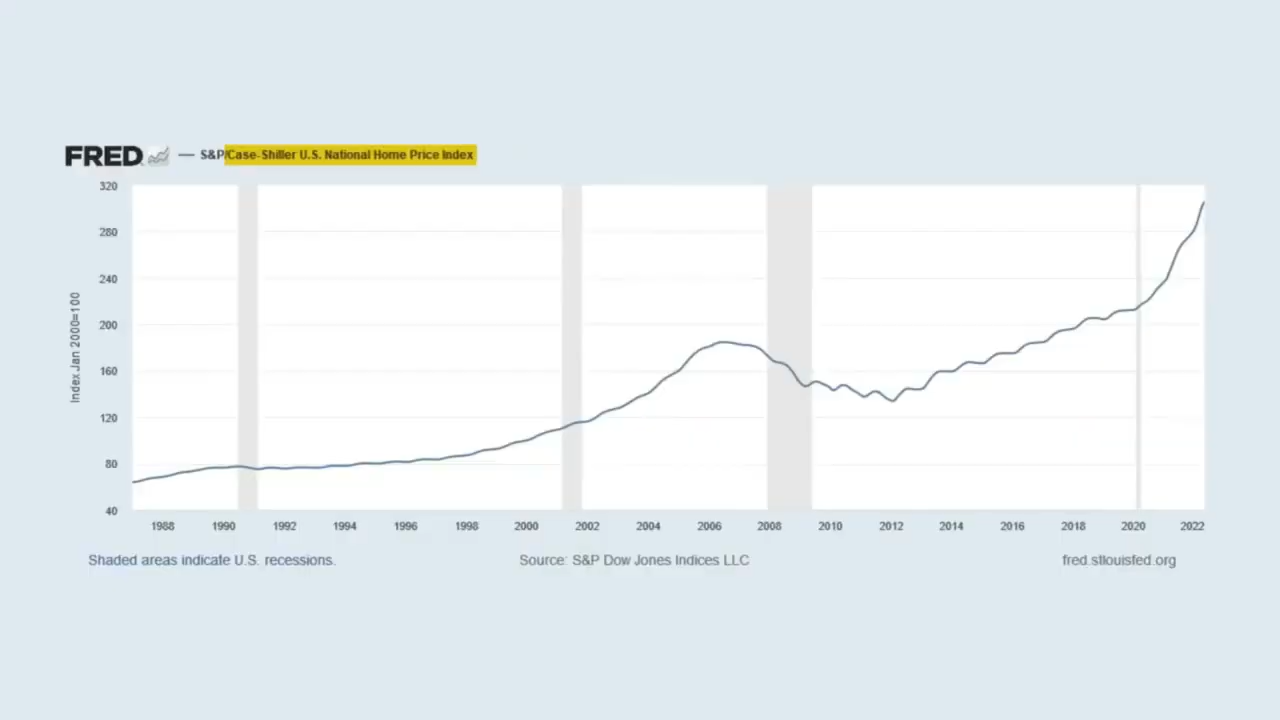 FRED — S&P/Case-Shiller U.S. National Home Price Index
320
280
240
200
160
120
80
40
Index Jan 2000=100
1988 1990 1992 1994 1996 1998 2000 2002 2004 2006 2008 2010 2012 2014 2016 2018 2020 2022
Shaded areas indicate U.S. recessions. Source: S&P Dow Jones Indices LLC fred.stlouisfed.org